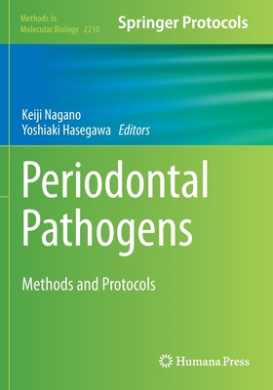 Methods in
Molecular Biology 2210
Springer Protocols
Keiji Nagano
Yoshiaki Hasegawa Editors
Periodontal
Pathogens
Methods and Protocols
Humana Press